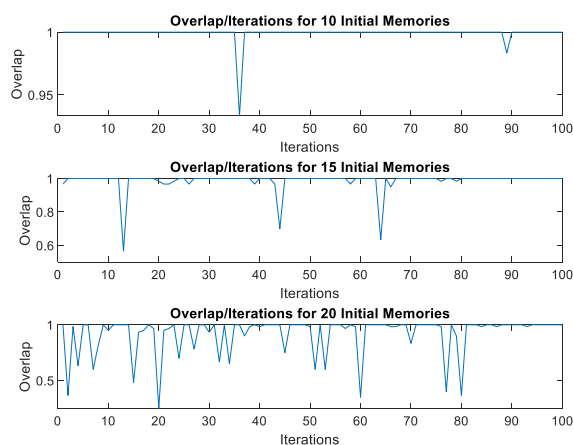 Overlap/Iterations for 10 Initial Memories
1
0.95
Overlap
0 10 20 30 40 50 60 70 80 90 100
Iterations
Overlap/Iterations for 15 Initial Memories
1
0.8
0.6
Overlap
0 10 20 30 40 50 60 70 80 90 100
Iterations
Overlap/Iterations for 20 Initial Memories
1
0.5
Overlap
0 10 20 30 40 50 60 70 80 90 100
Iterations